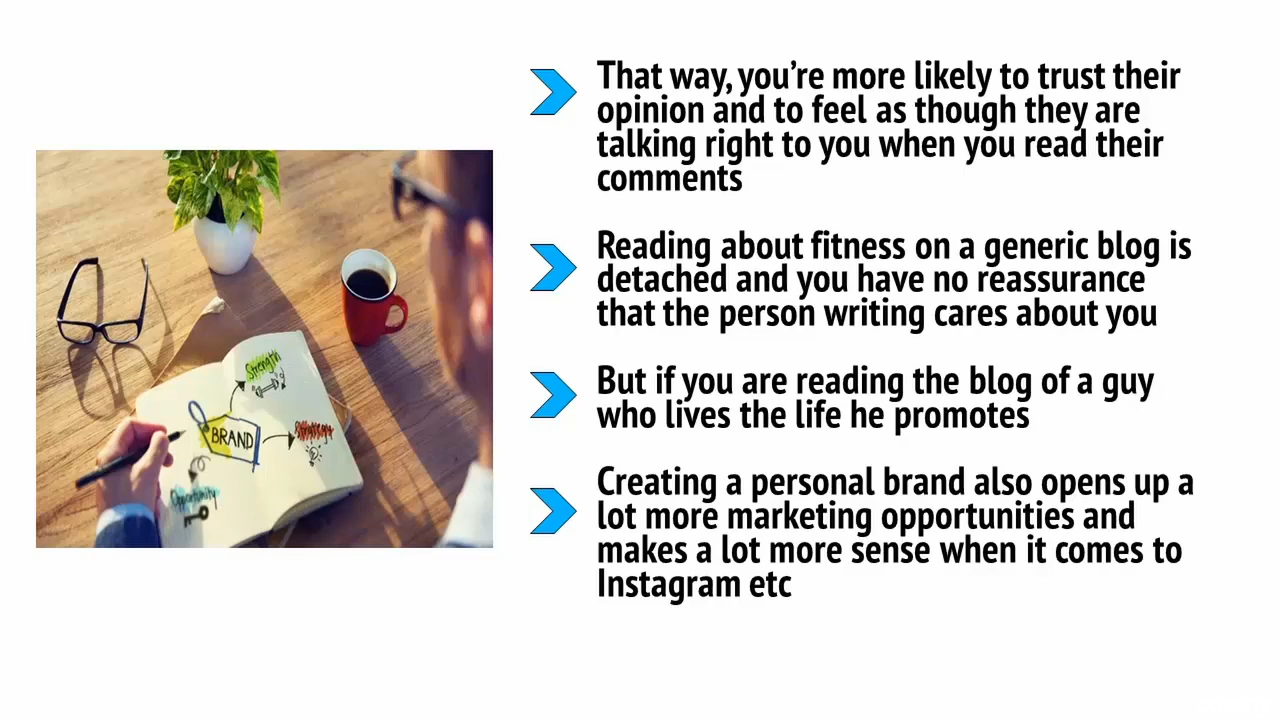 That way, you're more likely to trust their
opinion and to feel as though they are
talking right to you when you read their
comments
Reading about fitness on a generic blog is
detached and you have no reassurance
that the person writing cares about you
But if you are reading the blog of a guy
who lives the life he promotes
Creating a personal brand also opens up a
lot more marketing opportunities and
makes a lot more sense when it comes to
Instagram etc
Strength
BRAND
Opportunity